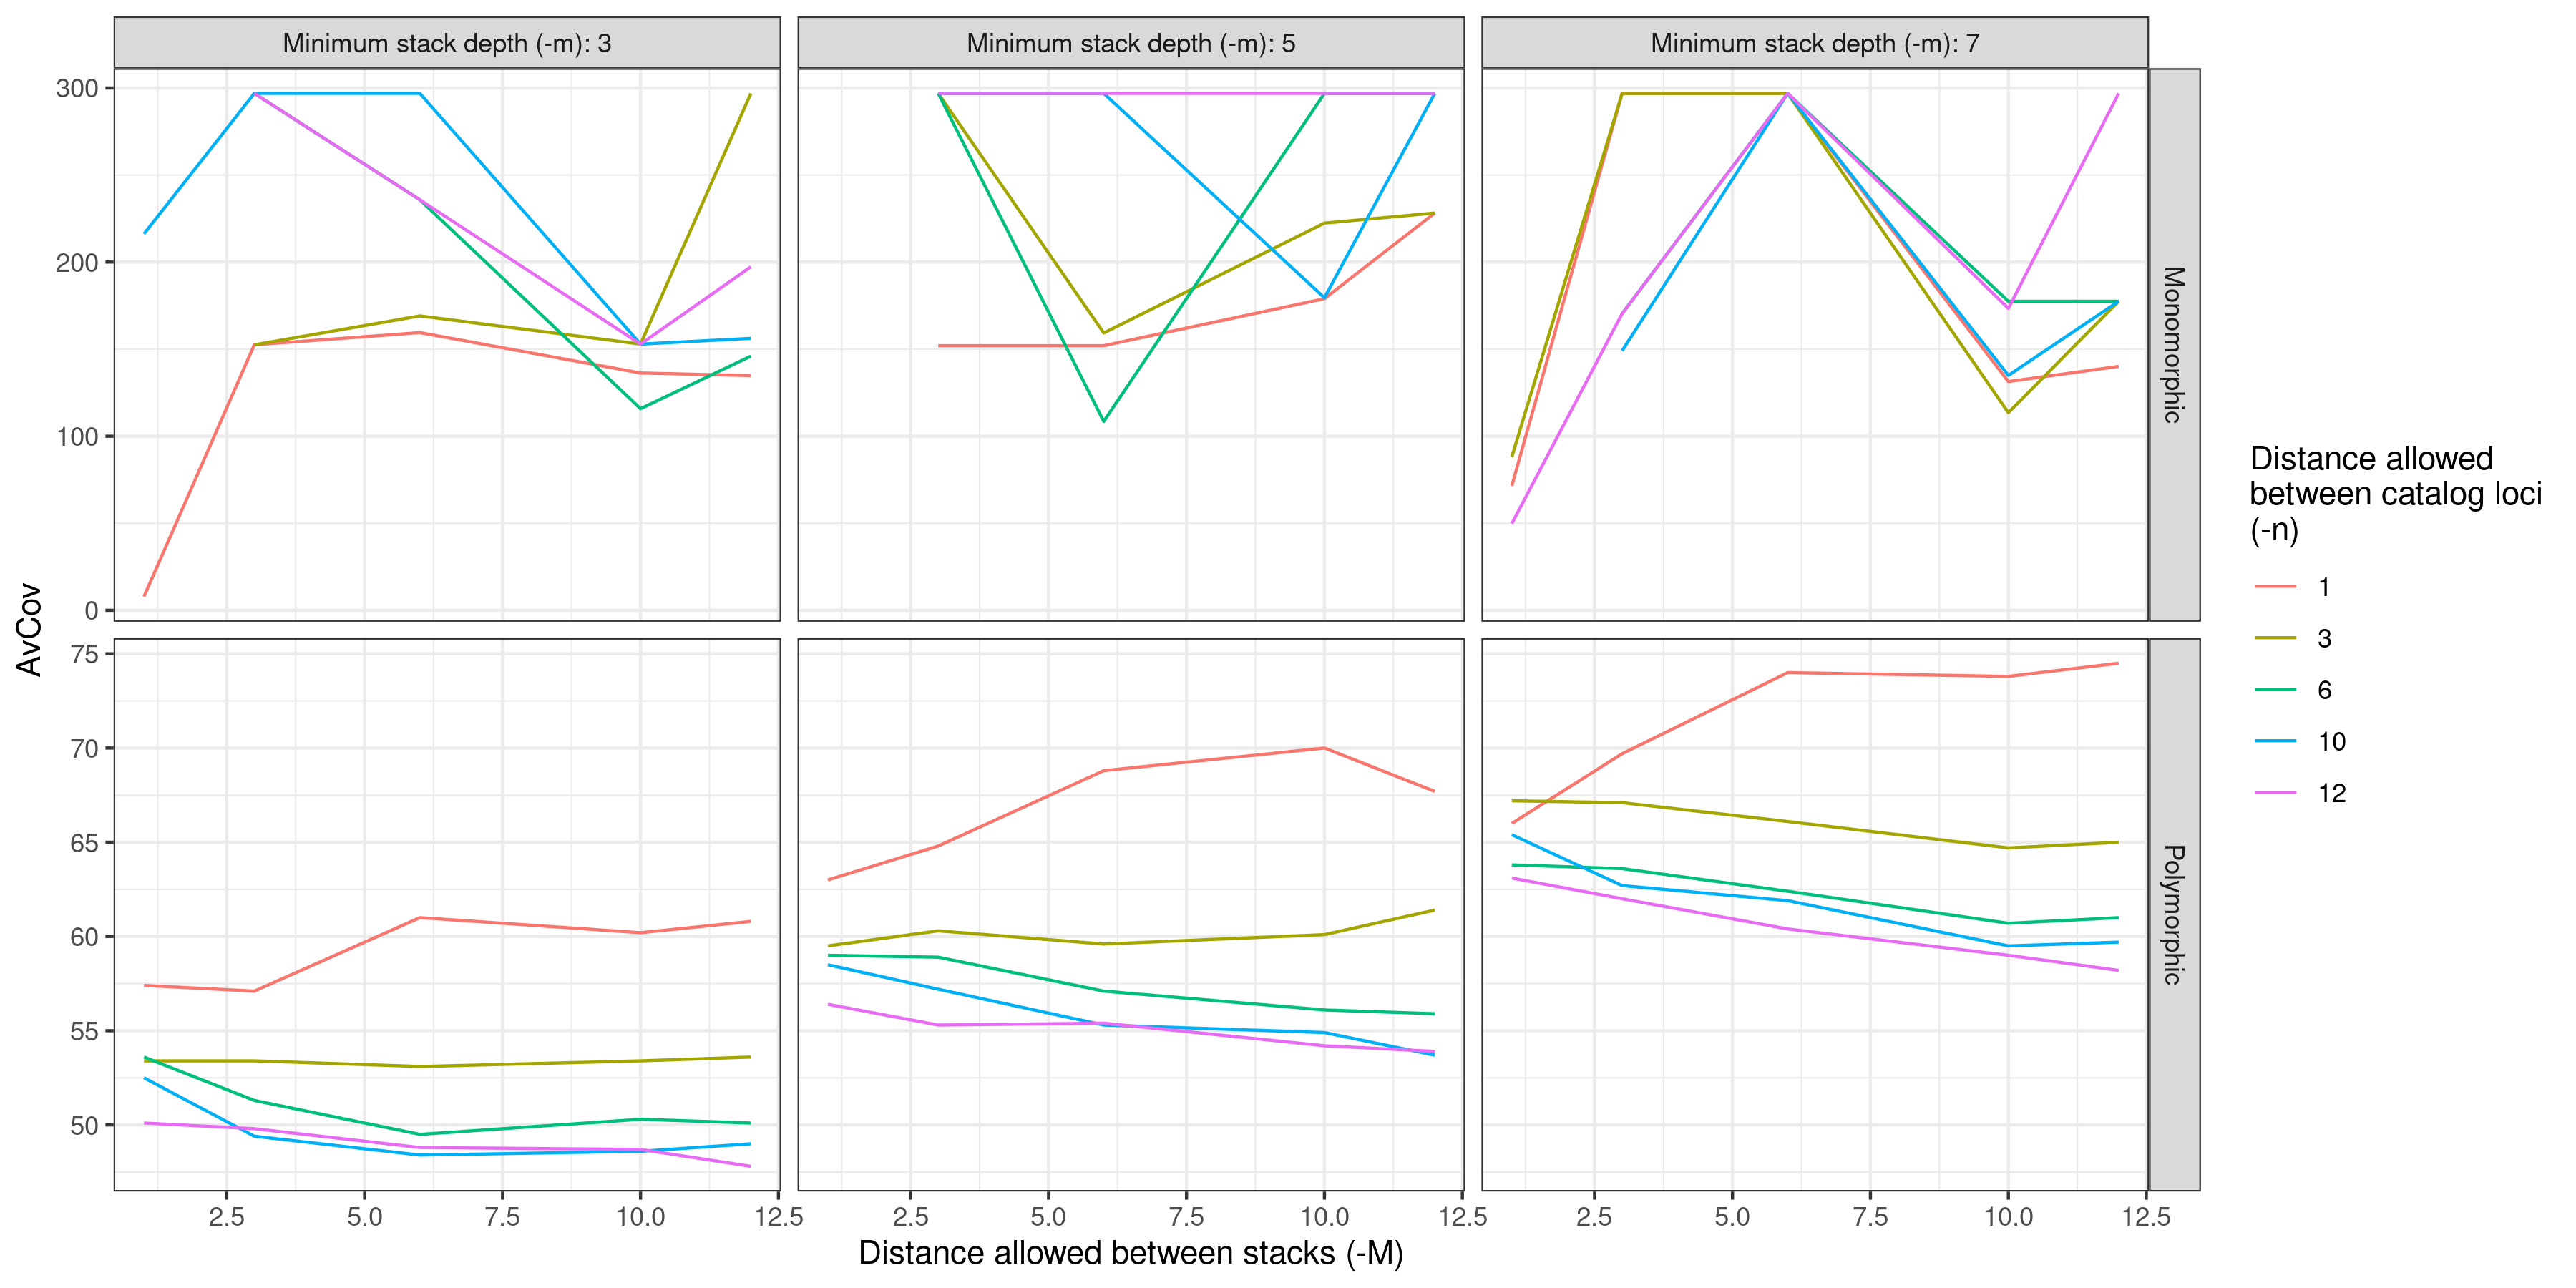 Minimum stack depth (-m): 3
Minimum stack depth (-m): 5
Minimum stack depth (-m): 7
300
200
100
0
Monomorphic
AvCov
75
70
65
60
55
50
Polymorphic
2.5 5.0 7.5 10.0 12.5
2.5 5.0 7.5 10.0 12.5
2.5 5.0 7.5 10.0 12.5
Distance allowed between stacks (-M)
Distance allowed
between catalog loci
(-n)
1
3
6
10
12